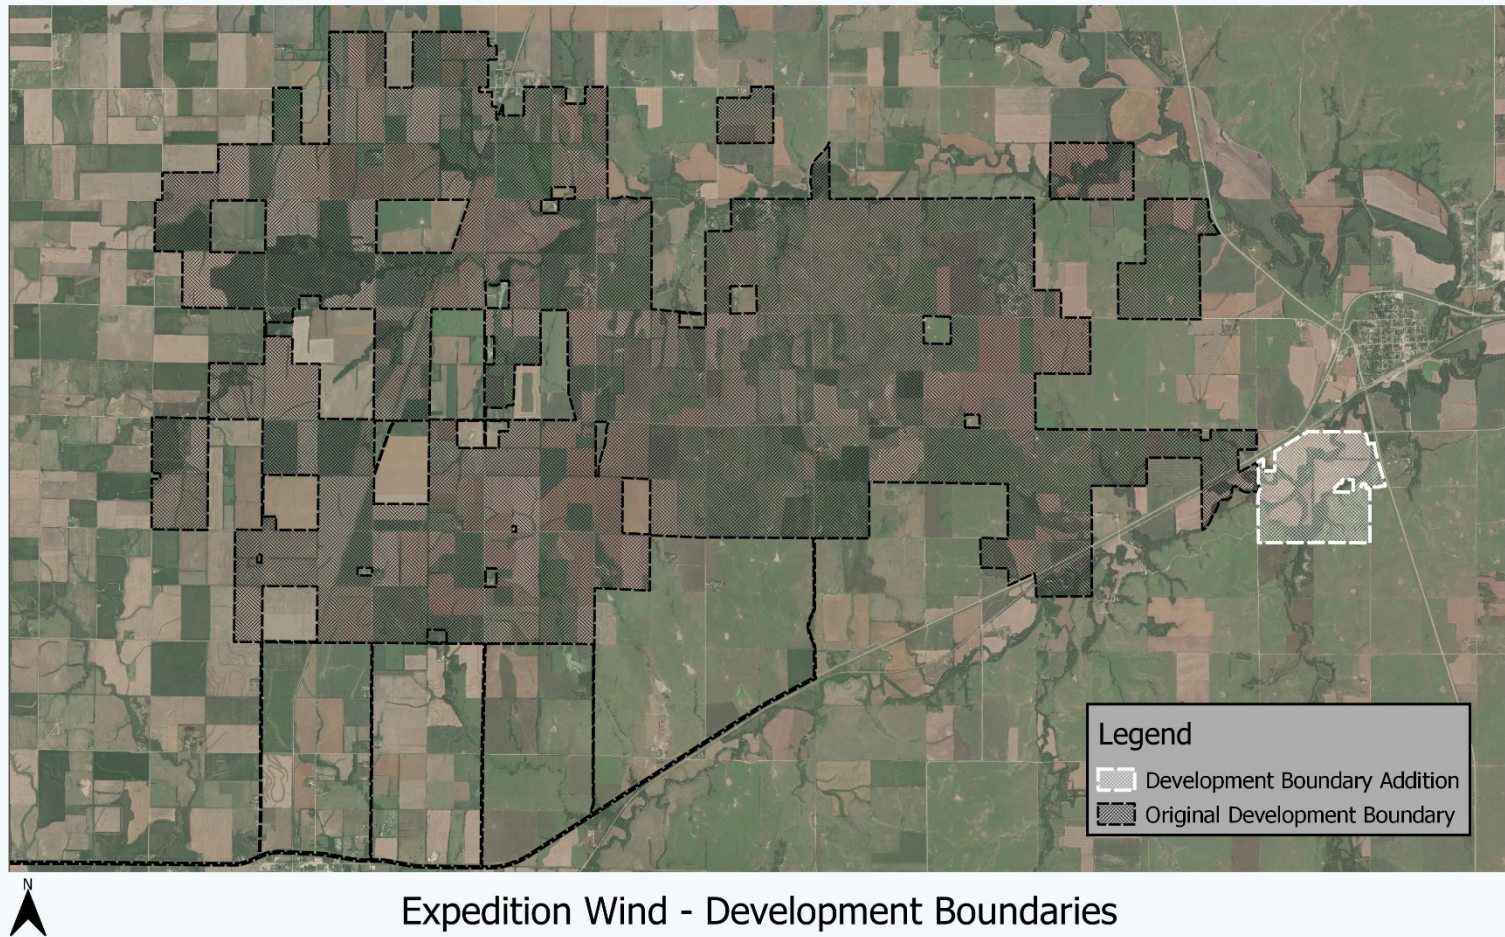 Legend
Development Boundary Addition
Original Development Boundary
N
Expedition Wind - Development Boundaries